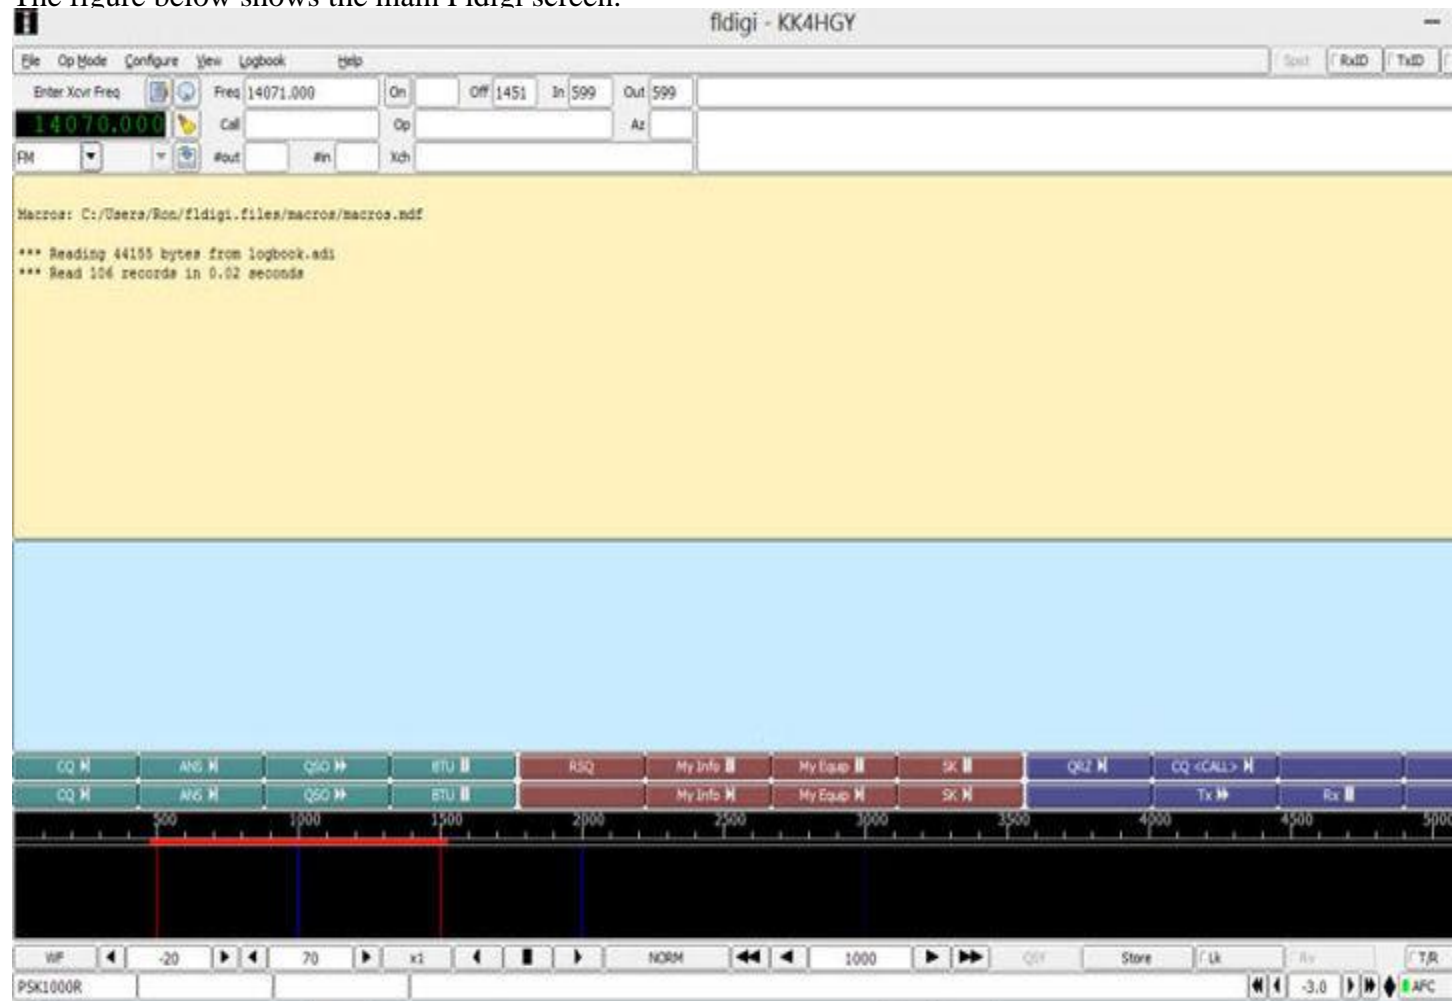 The figure below shows the main Fldigi screen.
fldigi - KK4HGY
File Op Mode Configure View Logbook Help Spot RxID TxID
Enter Xcvr Freq Freq 14071.000 On Off 1451 In 599 Out 599
14070.000 Call Op Az
FM #out #in Xch
Macros: C:/Users/Ron/fldigi.files/macros/macros.mdf
*** Reading 44155 bytes from logbook.adi
*** Read 106 records in 0.02 seconds
CQ ANS QSO BTU RSQ My Info My Equip SK QRZ CQ <CALL>
CQ ANS QSO BTU My Info My Equip SK Tx Rx
500 1000 1500 2000 2500 3000 3500 4000 4500 5000
WF -20 70 x1 NORM 1000 QSY Store Lk Rv T/R
PSK1000R -3.0 AFC